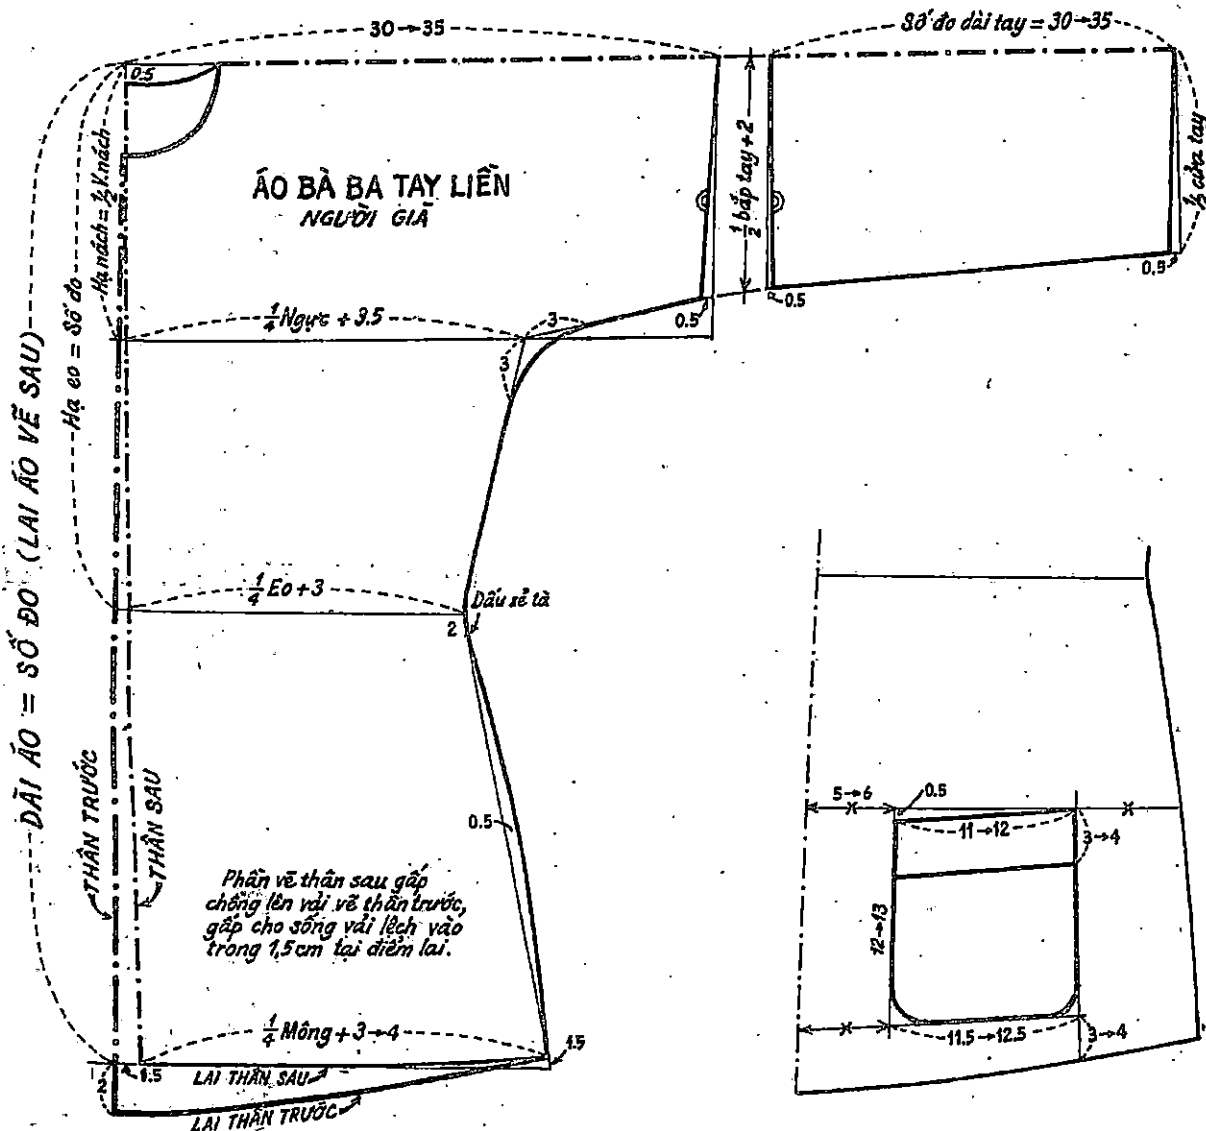 30→35
Số đo dài tay = 30→35
0.5
ÁO BÀ BA TAY LIỀN
NGƯỜI GIÀ
DÀI ÁO = SỐ ĐO (LAI ÁO VẼ SAU)
Hạ eo = Số đo
Hạ nách = 1/2 V. nách
1/2 bắp tay + 2
1/2 cửa tay
0.5
0.5
0.5
1/4 Ngực + 3.5
3
3
1/4 Eo + 3
Dấu xẻ tà
2
THÂN TRƯỚC
THÂN SAU
0.5
Phần vẽ thân sau gấp
chồng lên vải vẽ thân trước,
gấp cho sống vải lệch vào
trong 1,5cm tại điểm lai.
1/4 Mông + 3→4
1.5
1.5
2
LAI THÂN SAU
LAI THÂN TRƯỚC
5→6
0.5
11→12
3→4
12→13
11.5→12.5
3→4